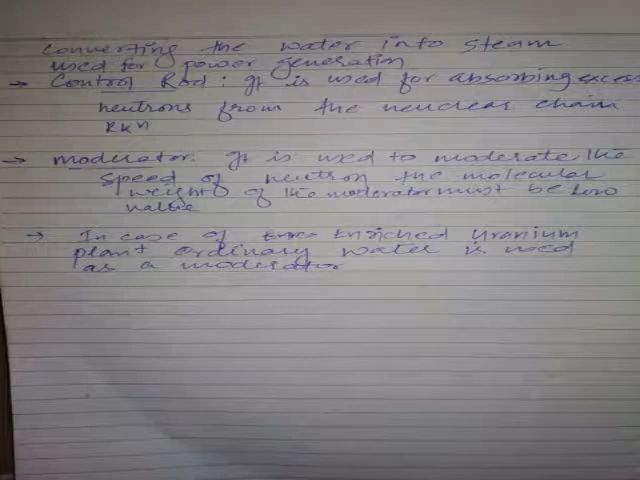 converting the water into steam
used for power generation
→ Control Rod : It is used for absorbing excess
neutrons from the neuclear chain
Rxn
→ moderator : It is used to moderate the
speed of neutron the molecular
weight of the moderator must be low
value
→ In case of Enriched Uranium
plant ordinary water is used
as a moderator